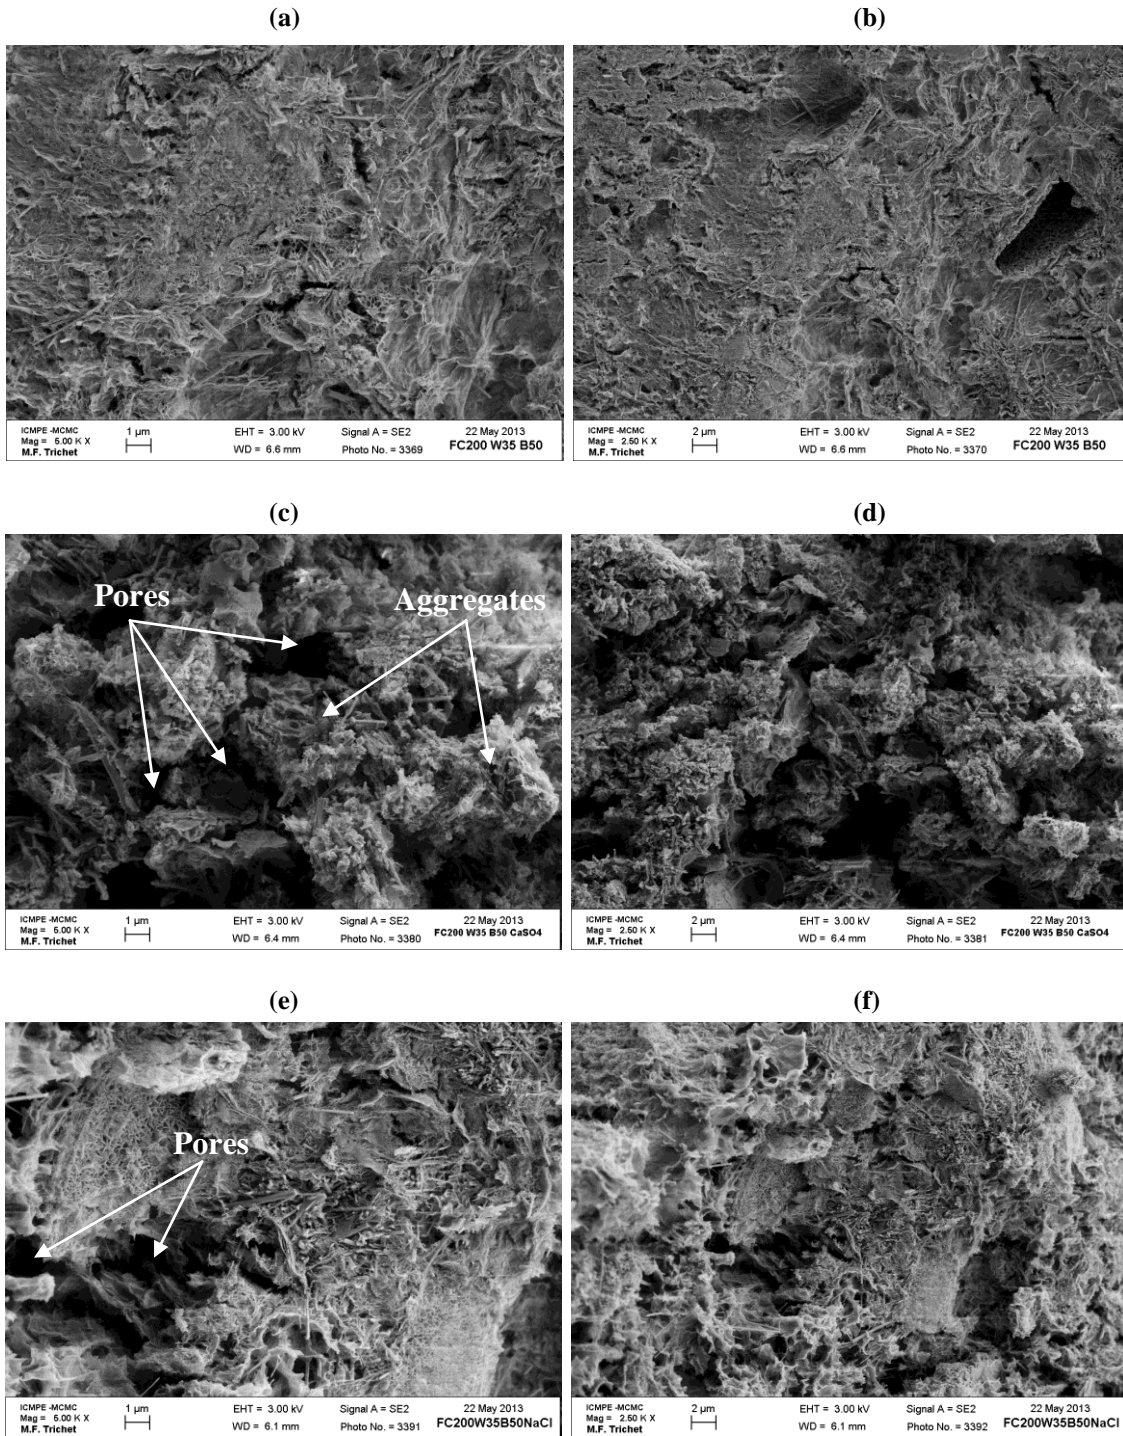 (a)
(b)
ICMPE -MCMC
Mag = 5.00 K X
M.F. Trichet
1 µm
EHT = 3.00 kV
WD = 6.6 mm
Signal A = SE2
Photo No. = 3369
22 May 2013
FC200 W35 B50
ICMPE -MCMC
Mag = 2.50 K X
M.F. Trichet
2 µm
EHT = 3.00 kV
WD = 6.6 mm
Signal A = SE2
Photo No. = 3370
22 May 2013
FC200 W35 B50
(c)
(d)
Pores
Aggregates
ICMPE -MCMC
Mag = 5.00 K X
M.F. Trichet
1 µm
EHT = 3.00 kV
WD = 6.4 mm
Signal A = SE2
Photo No. = 3380
22 May 2013
FC200 W35 B50 CaSO4
ICMPE -MCMC
Mag = 2.50 K X
M.F. Trichet
2 µm
EHT = 3.00 kV
WD = 6.4 mm
Signal A = SE2
Photo No. = 3381
22 May 2013
FC200 W35 B50 CaSO4
(e)
(f)
Pores
ICMPE -MCMC
Mag = 5.00 K X
M.F. Trichet
1 µm
EHT = 3.00 kV
WD = 6.1 mm
Signal A = SE2
Photo No. = 3391
22 May 2013
FC200W35B50NaCl
ICMPE -MCMC
Mag = 2.50 K X
M.F. Trichet
2 µm
EHT = 3.00 kV
WD = 6.1 mm
Signal A = SE2
Photo No. = 3392
22 May 2013
FC200W35B50NaCl